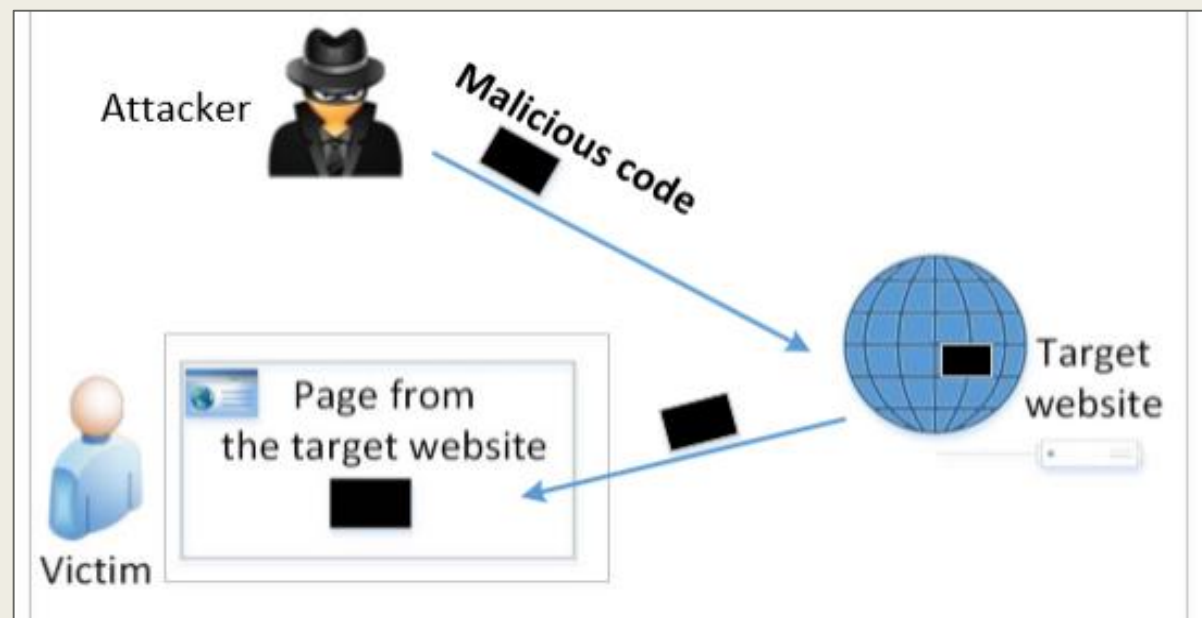 Attacker
Malicious code
Target
website
Page from
the target website
Victim